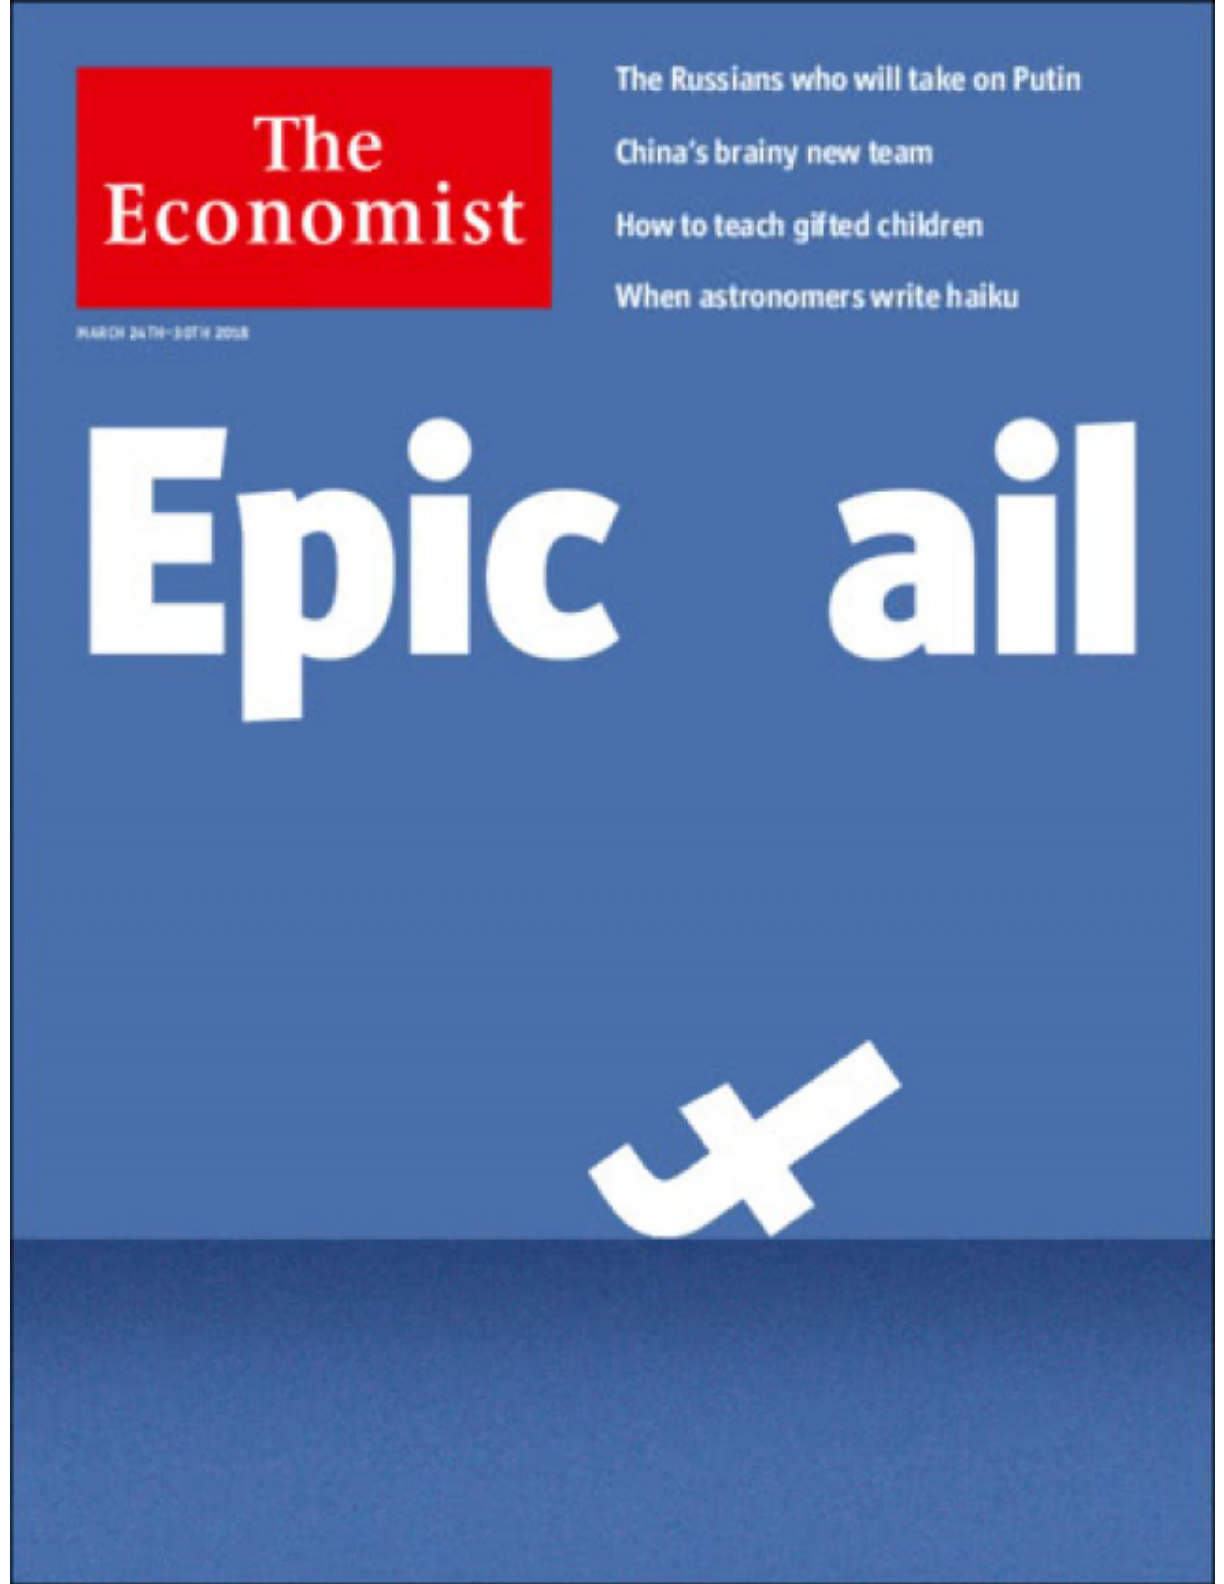 The
Economist
The Russians who will take on Putin
China's brainy new team
How to teach gifted children
When astronomers write haiku
MARCH 24TH–30TH 2018
Epic ail
f